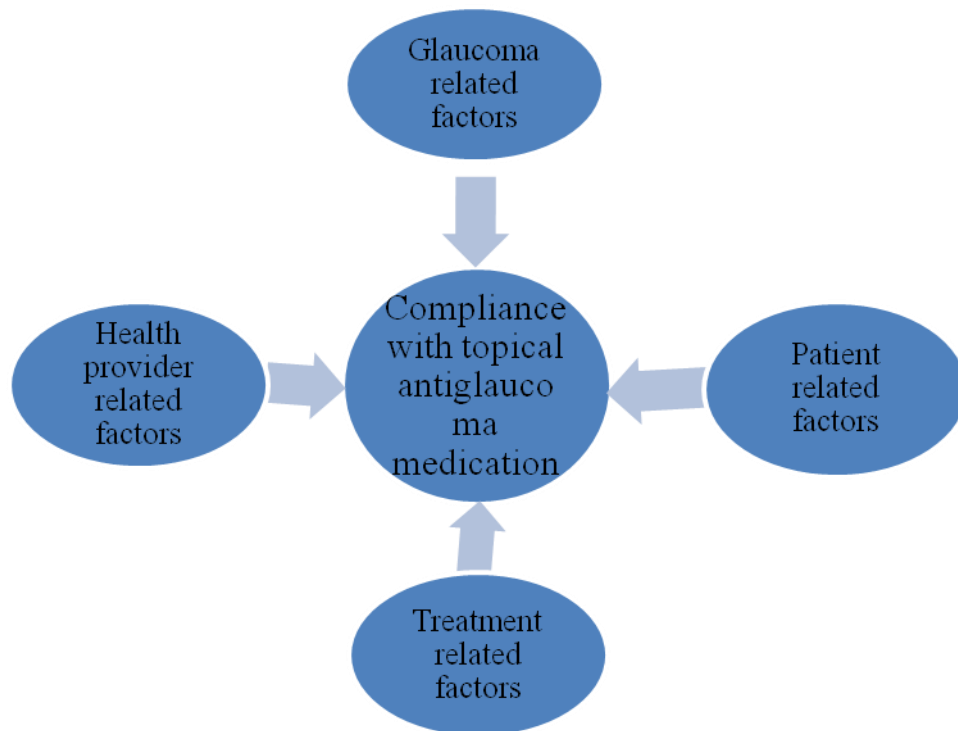 Glaucoma
related
factors
Health
provider
related
factors
Compliance
with topical
antiglauco
ma
medication
Patient
related
factors
Treatment
related
factors